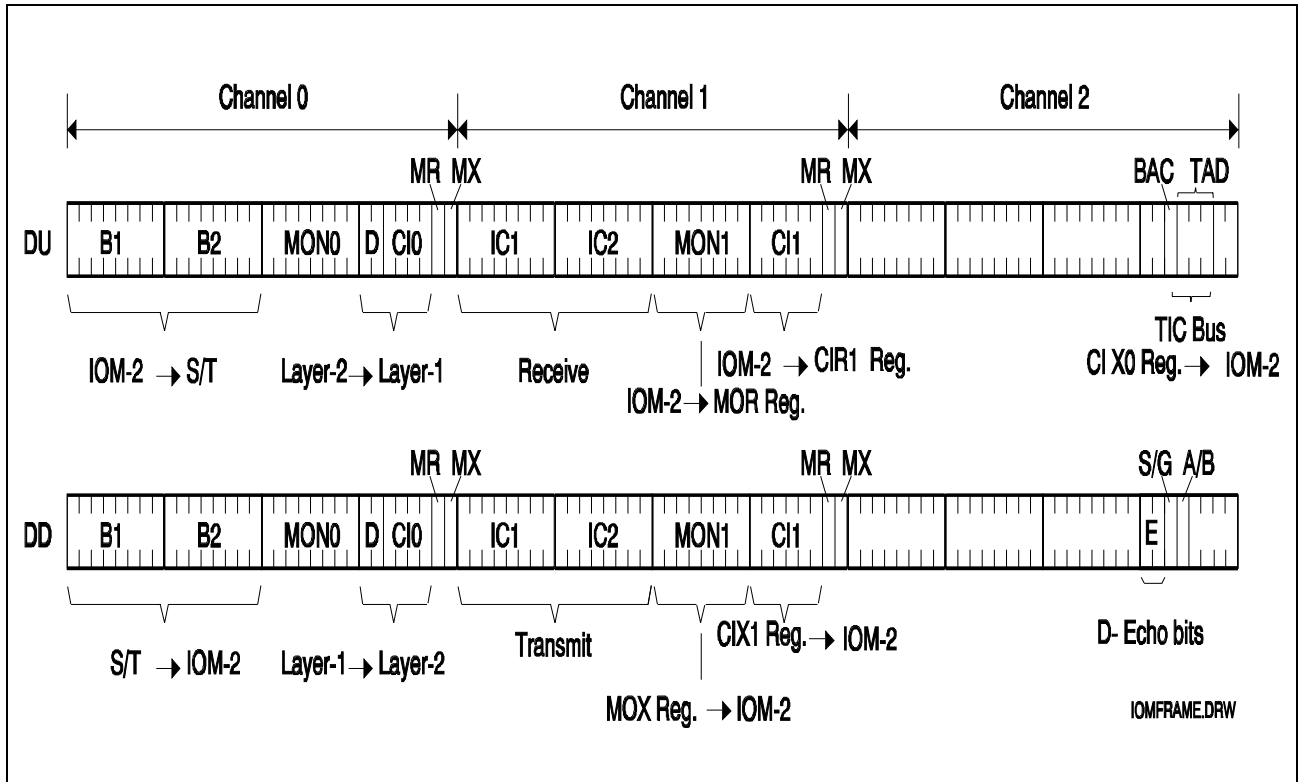 Channel 0 Channel 1 Channel 2
MR MX MR MX BAC TAD
DU B1 B2 MON0 D CI0 IC1 IC2 MON1 CI1
IOM-2 → S/T Layer-2 → Layer-1 Receive IOM-2 → CIR1 Reg. TIC Bus
IOM-2 → MOR Reg. CI X0 Reg. → IOM-2
MR MX MR MX S/G A/B
DD B1 B2 MON0 D CI0 IC1 IC2 MON1 CI1 E
S/T → IOM-2 Layer-1 → Layer-2 Transmit CIX1 Reg. → IOM-2 D- Echo bits
MOX Reg. → IOM-2
IOMFRAME.DRW